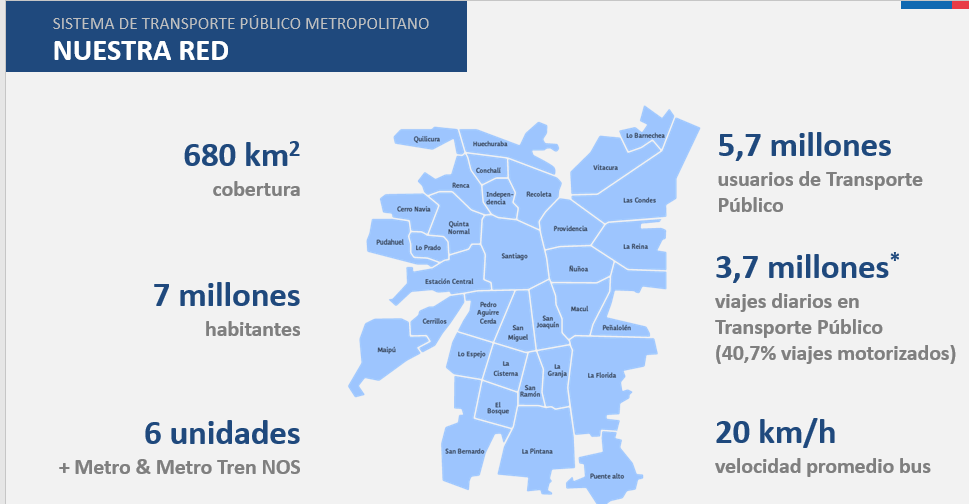 SISTEMA DE TRANSPORTE PÚBLICO METROPOLITANO
NUESTRA RED
680 km²
cobertura
7 millones
habitantes
6 unidades
+ Metro & Metro Tren NOS
Quilicura
Huechuraba
Lo Barnechea
Vitacura
Conchalí
Renca
Indepen-
dencia
Recoleta
Las Condes
Cerro Navia
Quinta
Normal
Providencia
Pudahuel
Lo Prado
La Reina
Santiago
Ñuñoa
Estación Central
Pedro
Aguirre
Cerda
Cerrillos
San
Miguel
San
Joaquín
Macul
Peñalolén
Maipú
Lo Espejo
La
Cisterna
La
Granja
La Florida
San
Ramón
El
Bosque
San Bernardo
La Pintana
Puente alto
5,7 millones
usuarios de Transporte
Público
3,7 millones*
viajes diarios en
Transporte Público
(40,7% viajes motorizados)
20 km/h
velocidad promedio bus